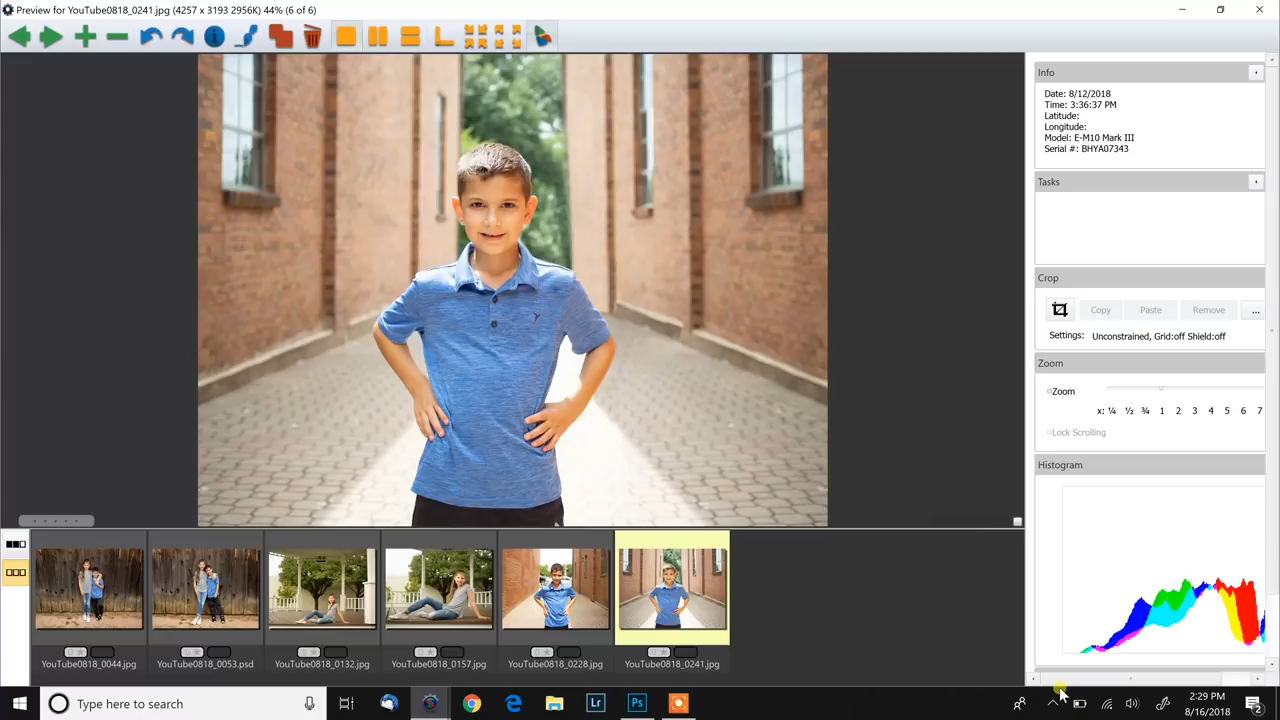 Preview for YouTube0818_0241.jpg (4257 x 3193 2956K) 44% (6 of 6)
Info
Date: 8/12/2018
Time: 3:36:37 PM
Latitude:
Longitude:
Model: E-M10 Mark III
Serial #: BHYA07343
Tasks
Crop
Copy Paste Remove ...
Settings: Unconstrained, Grid:off Shield:off
Zoom
Zoom
x: ¼ ½ ¾ 1 2 3 4 5 6 7
Lock Scrolling
Histogram
YouTube0818_0044.jpg YouTube0818_0053.psd YouTube0818_0132.jpg YouTube0818_0157.jpg YouTube0818_0228.jpg YouTube0818_0241.jpg
Type here to search
Lr
Ps
2:29 PM
8/16/2018
2